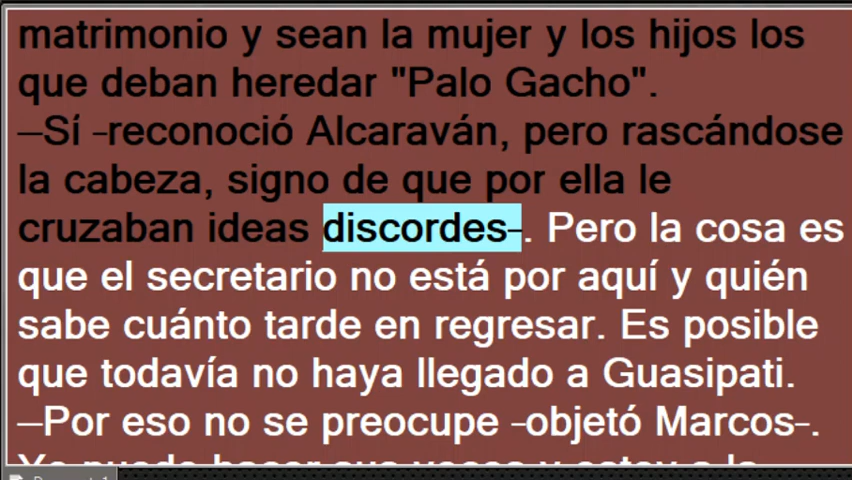 matrimonio y sean la mujer y los hijos los
que deban heredar "Palo Gacho".
—Sí –reconoció Alcaraván, pero rascándose
la cabeza, signo de que por ella le
cruzaban ideas discordes–. Pero la cosa es
que el secretario no está por aquí y quién
sabe cuánto tarde en regresar. Es posible
que todavía no haya llegado a Guasipati.
—Por eso no se preocupe –objetó Marcos–.